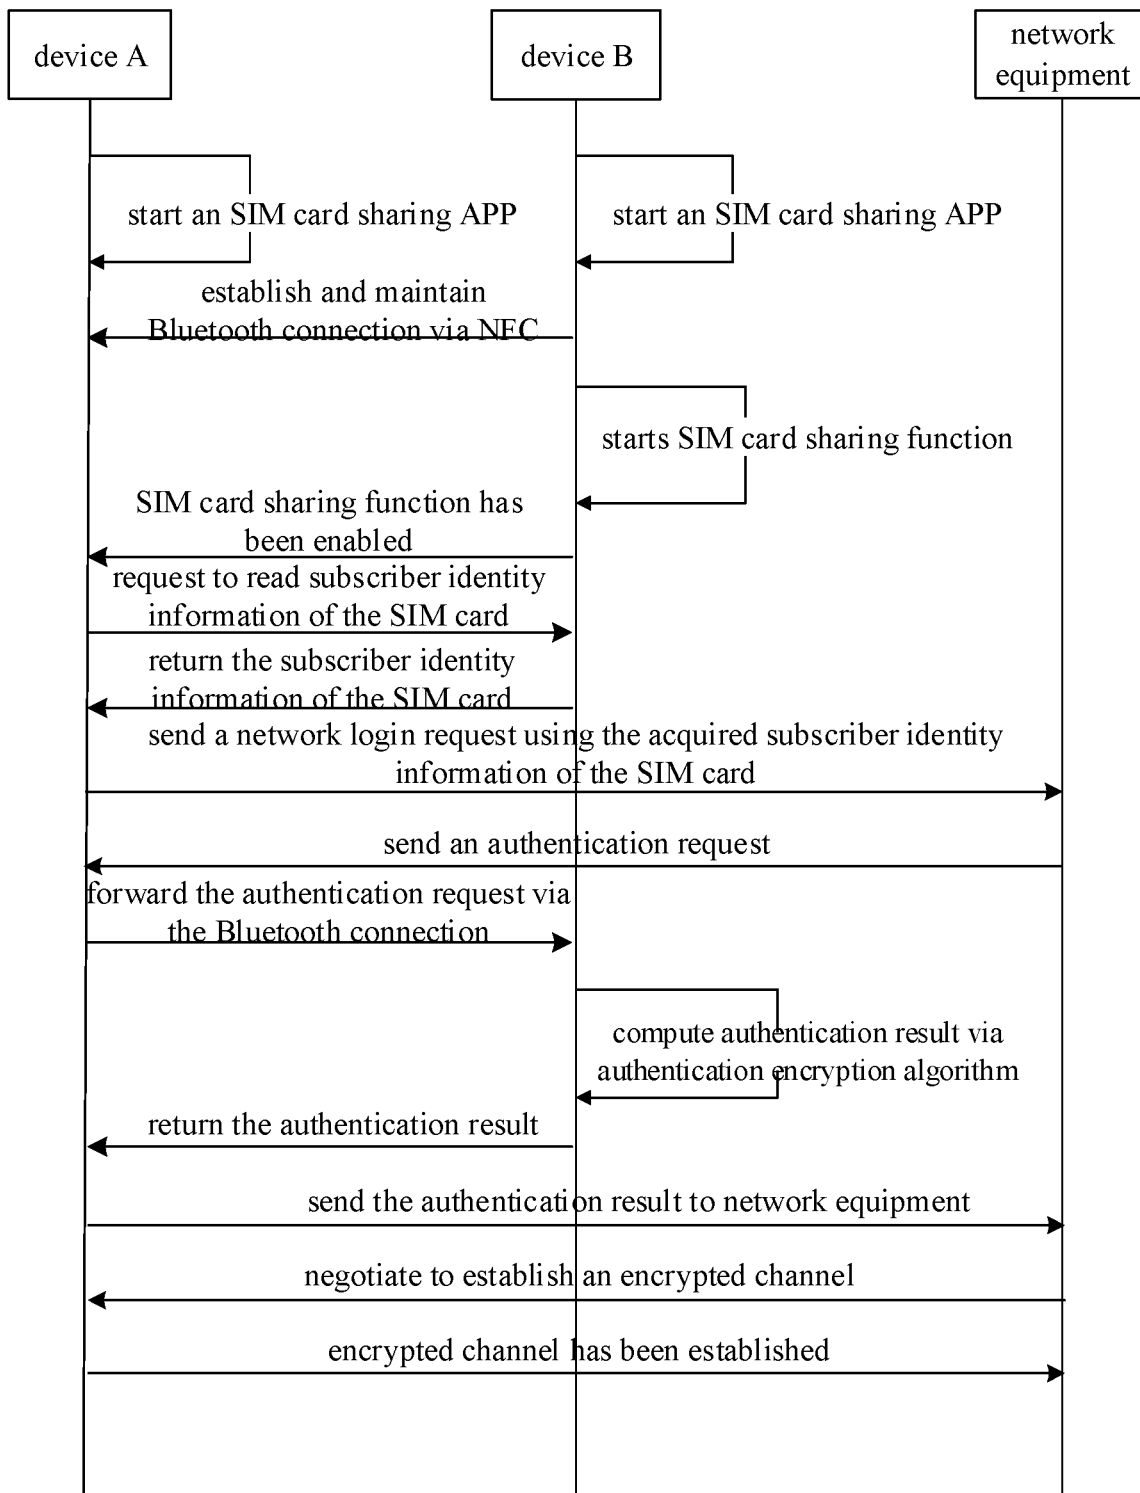 device A
device B
network
equipment
start an SIM card sharing APP
start an SIM card sharing APP
establish and maintain
Bluetooth connection via NFC
starts SIM card sharing function
SIM card sharing function has
been enabled
request to read subscriber identity
information of the SIM card
return the subscriber identity
information of the SIM card
send a network login request using the acquired subscriber identity
information of the SIM card
send an authentication request
forward the authentication request via
the Bluetooth connection
compute authentication result via
authentication encryption algorithm
return the authentication result
send the authentication result to network equipment
negotiate to establish an encrypted channel
encrypted channel has been established